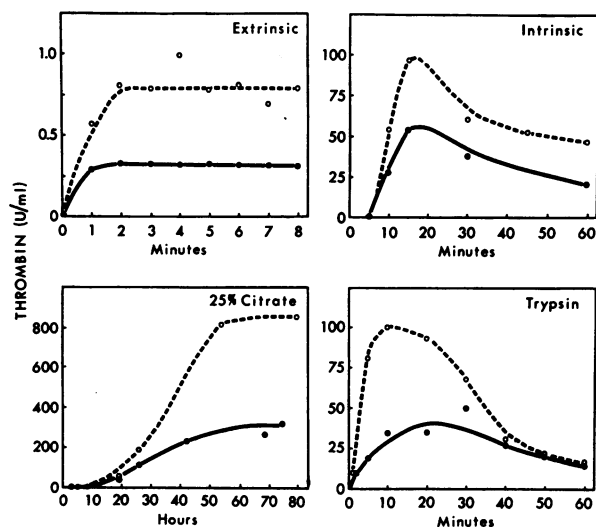 THROMBIN (U/ml)
Extrinsic
1.0
0.5
0
0 1 2 3 4 5 6 7 8
Minutes
Intrinsic
100
75
50
25
0
0 10 20 30 40 50 60
Minutes
25% Citrate
800
600
400
200
0
0 10 20 30 40 50 60 70 80
Hours
Trypsin
100
75
50
25
0
0 10 20 30 40 50 60
Minutes